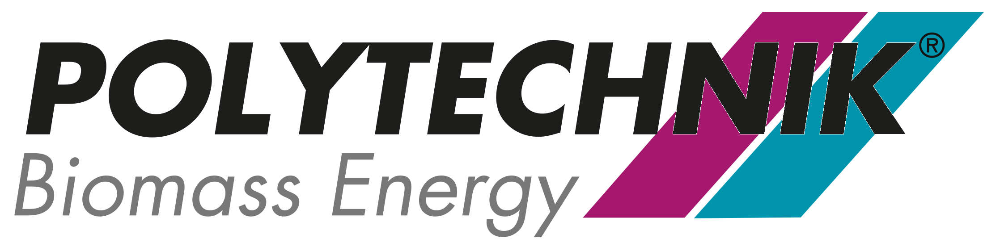 POLYTECHNIK®
Biomass Energy